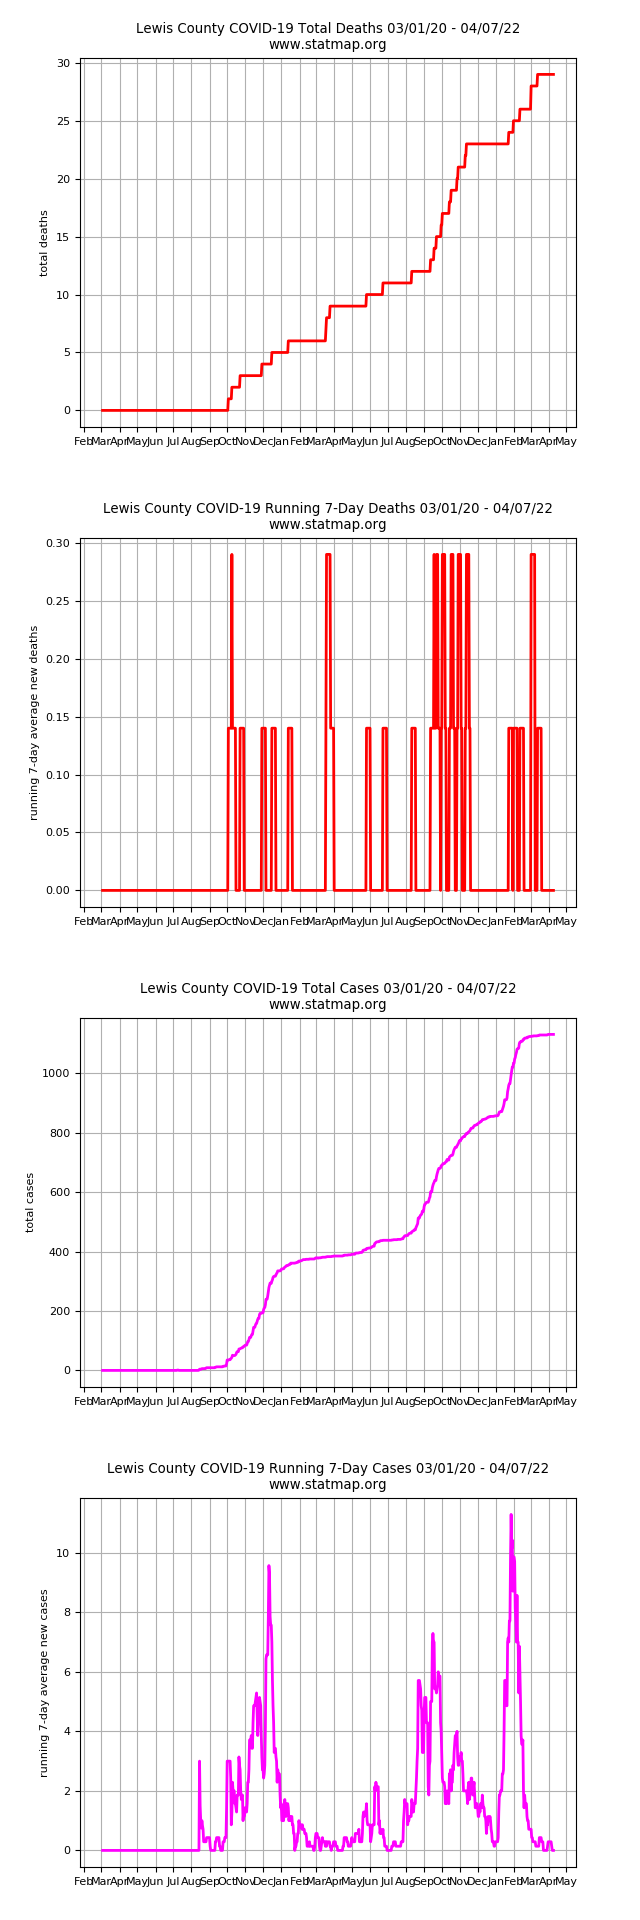 Lewis County COVID-19 Total Deaths 03/01/20 - 04/07/22
www.statmap.org
30
25
20
15
10
5
0
total deaths
Feb Mar Apr May Jun Jul Aug Sep Oct Nov Dec Jan Feb Mar Apr May Jun Jul Aug Sep Oct Nov Dec Jan Feb Mar Apr May
Lewis County COVID-19 Running 7-Day Deaths 03/01/20 - 04/07/22
www.statmap.org
0.30
0.25
0.20
0.15
0.10
0.05
0.00
running 7-day average new deaths
Feb Mar Apr May Jun Jul Aug Sep Oct Nov Dec Jan Feb Mar Apr May Jun Jul Aug Sep Oct Nov Dec Jan Feb Mar Apr May
Lewis County COVID-19 Total Cases 03/01/20 - 04/07/22
www.statmap.org
1000
800
600
400
200
0
total cases
Feb Mar Apr May Jun Jul Aug Sep Oct Nov Dec Jan Feb Mar Apr May Jun Jul Aug Sep Oct Nov Dec Jan Feb Mar Apr May
Lewis County COVID-19 Running 7-Day Cases 03/01/20 - 04/07/22
www.statmap.org
10
8
6
4
2
0
running 7-day average new cases
Feb Mar Apr May Jun Jul Aug Sep Oct Nov Dec Jan Feb Mar Apr May Jun Jul Aug Sep Oct Nov Dec Jan Feb Mar Apr May